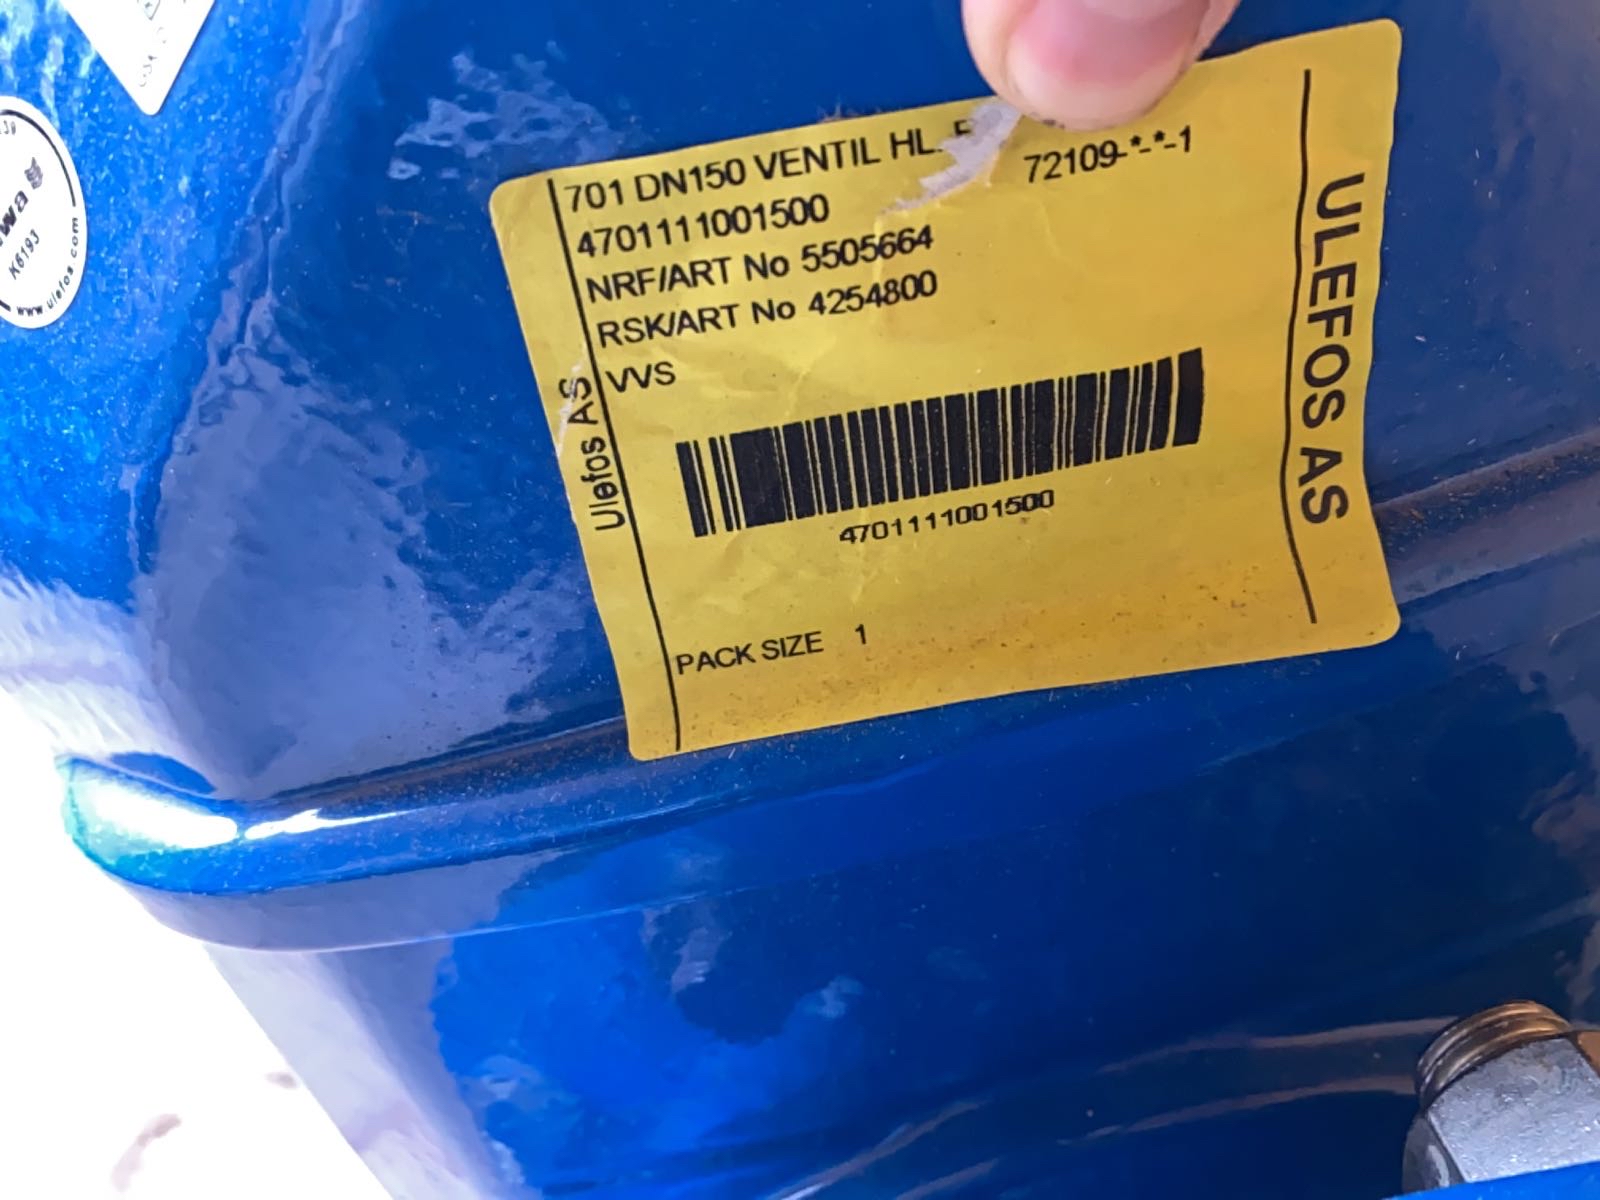 701 DN150 VENTIL HL.
72109-*-*-1
4701111001500
NRF/ART No 5505664
RSK/ART No 4254800
VVS
4701111001500
PACK SIZE 1
Ulefos AS
ULEFOS AS
K6193
www.ulefos.com